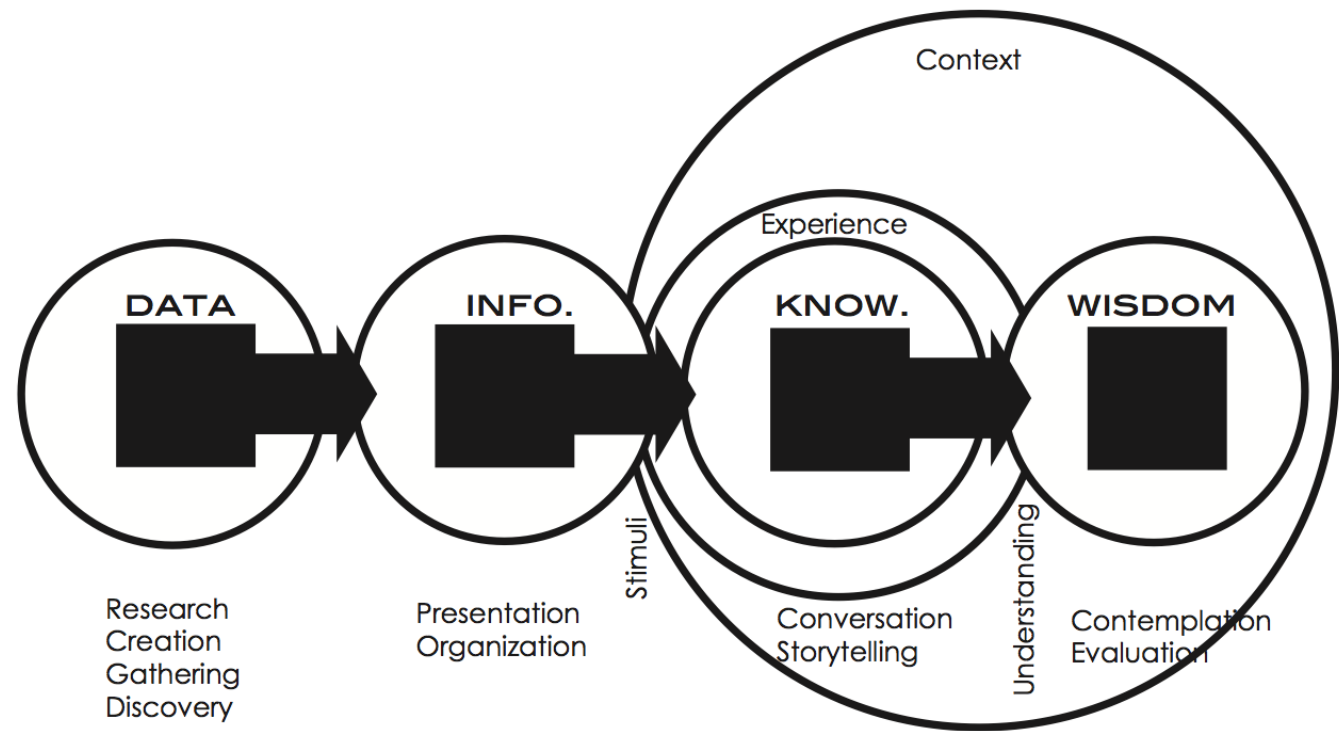 Context
Experience
DATA
INFO.
KNOW.
WISDOM
Stimuli
Understanding
Research
Creation
Gathering
Discovery
Presentation
Organization
Conversation
Storytelling
Contemplation
Evaluation